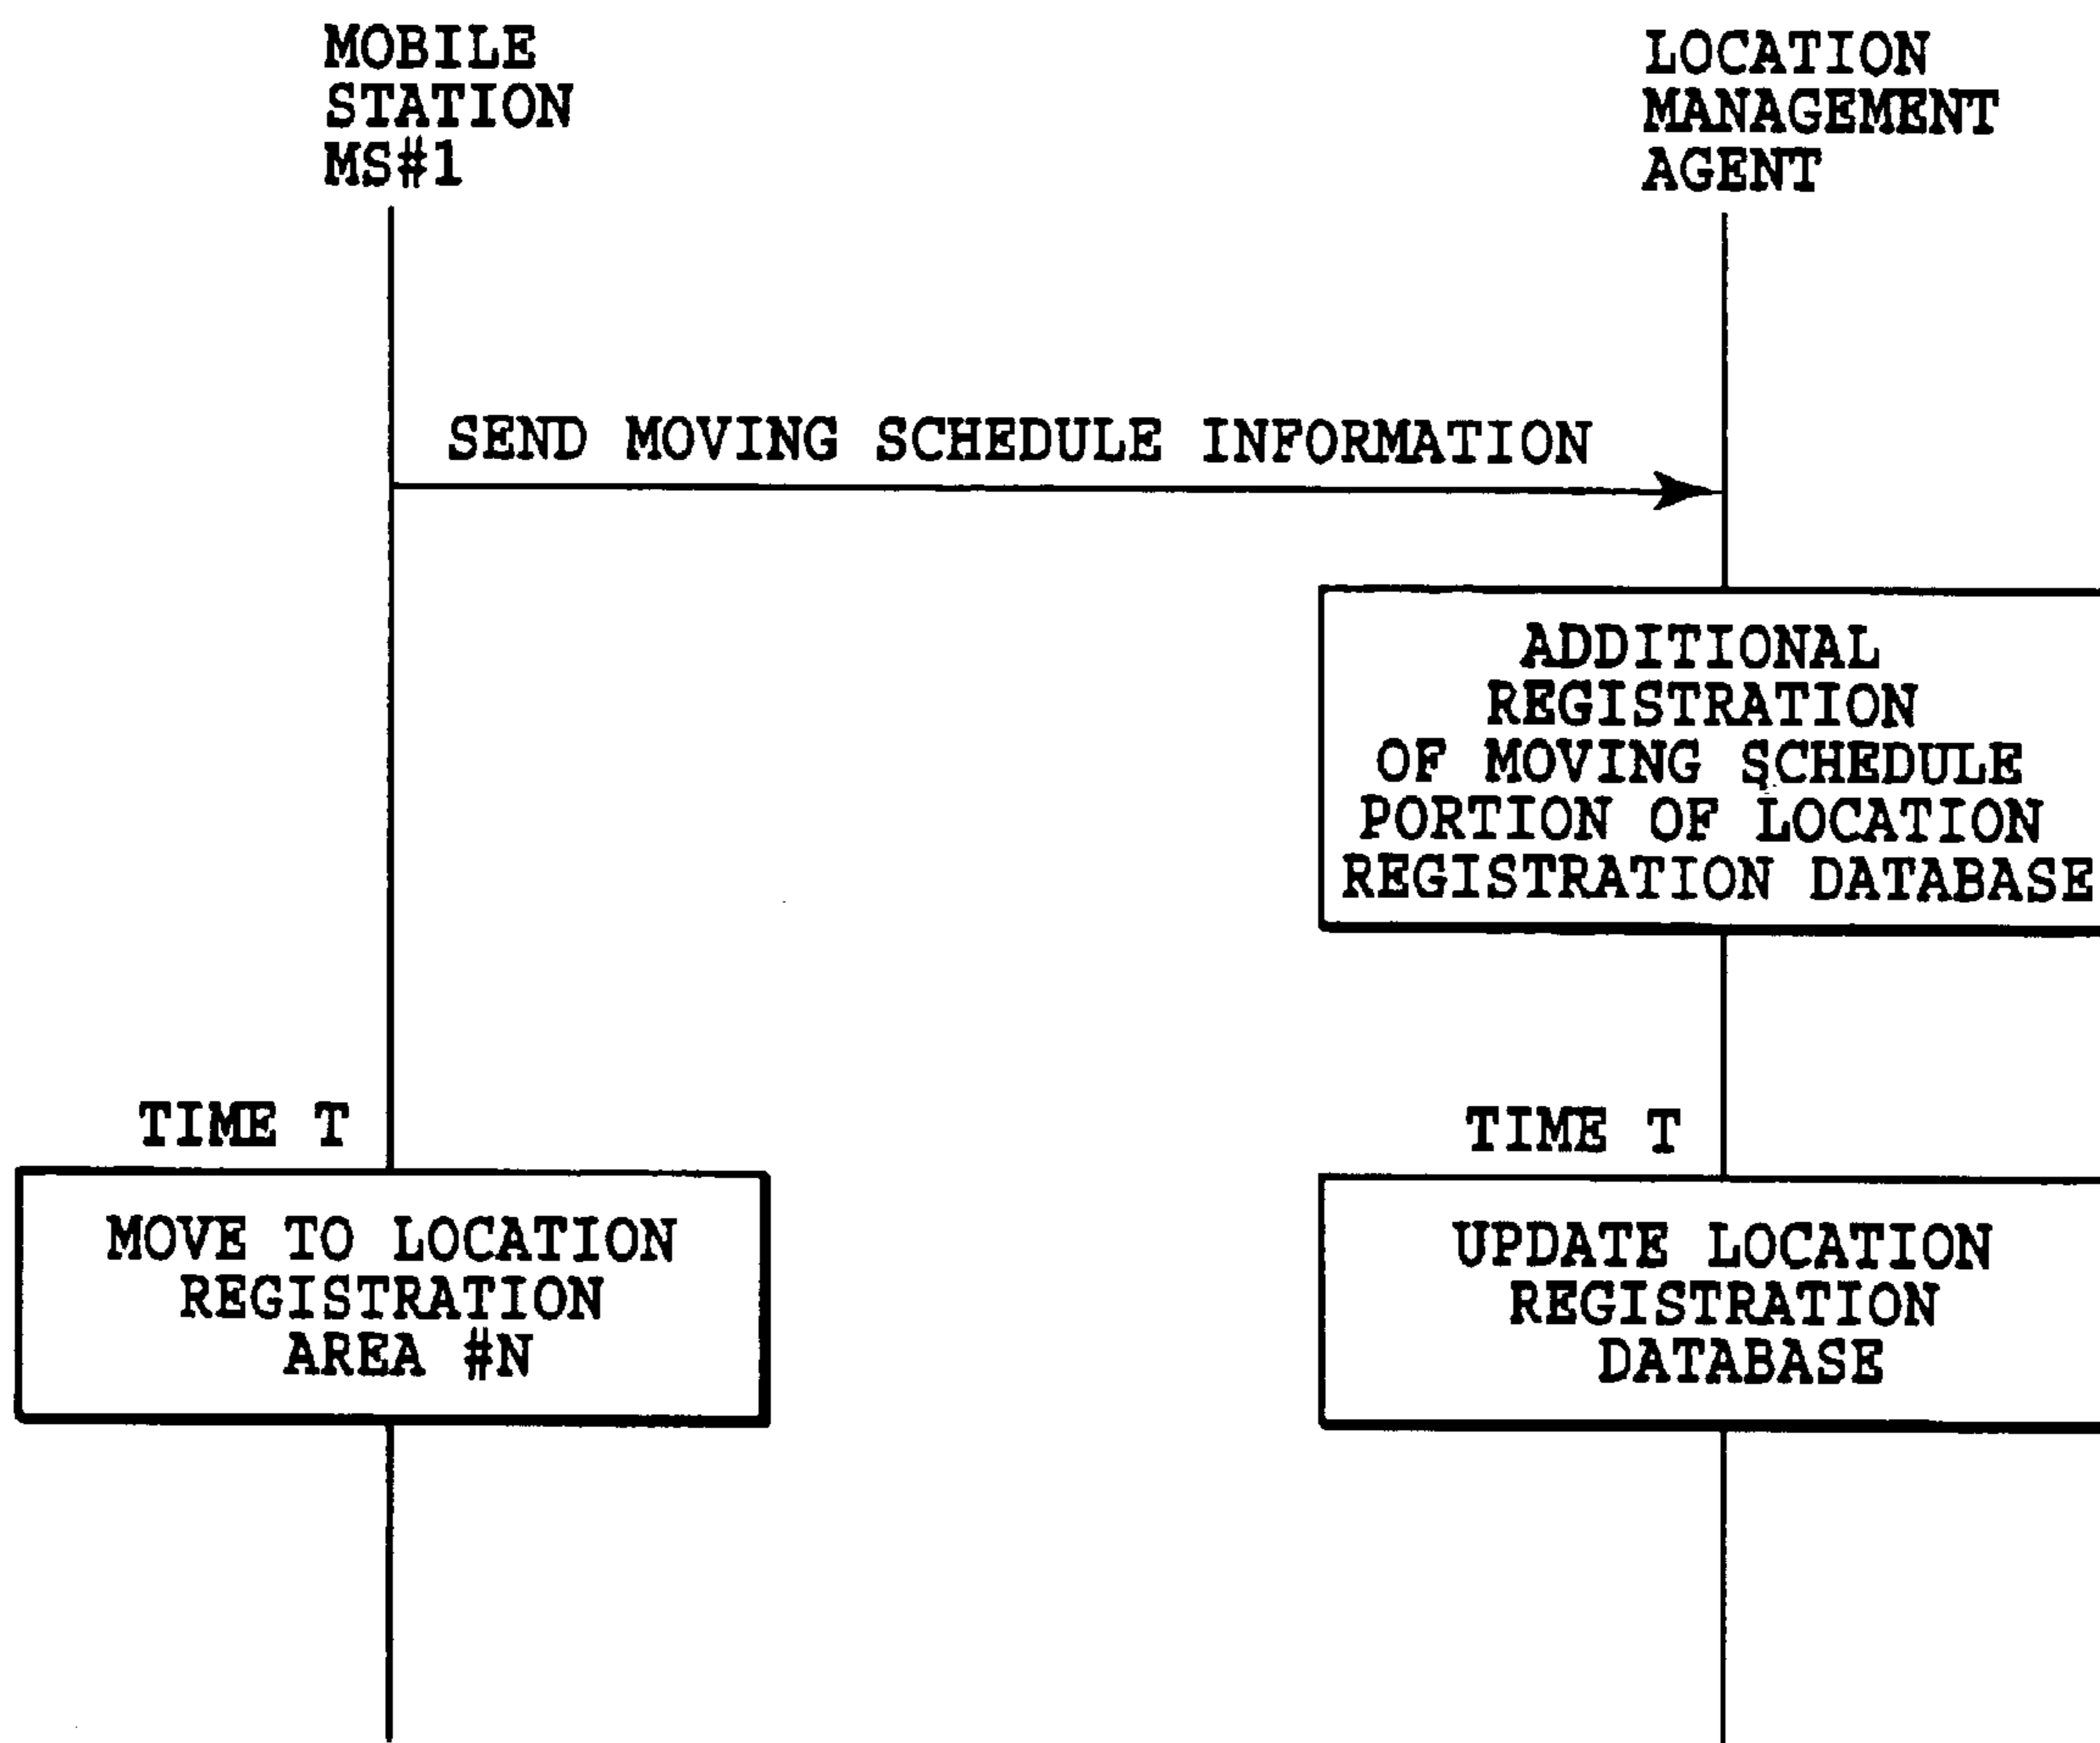 MOBILE
STATION
MS#1
LOCATION
MANAGEMENT
AGENT
SEND MOVING SCHEDULE INFORMATION
ADDITIONAL
REGISTRATION
OF MOVING SCHEDULE
PORTION OF LOCATION
REGISTRATION DATABASE
TIME T
TIME T
MOVE TO LOCATION
REGISTRATION
AREA #N
UPDATE LOCATION
REGISTRATION
DATABASE